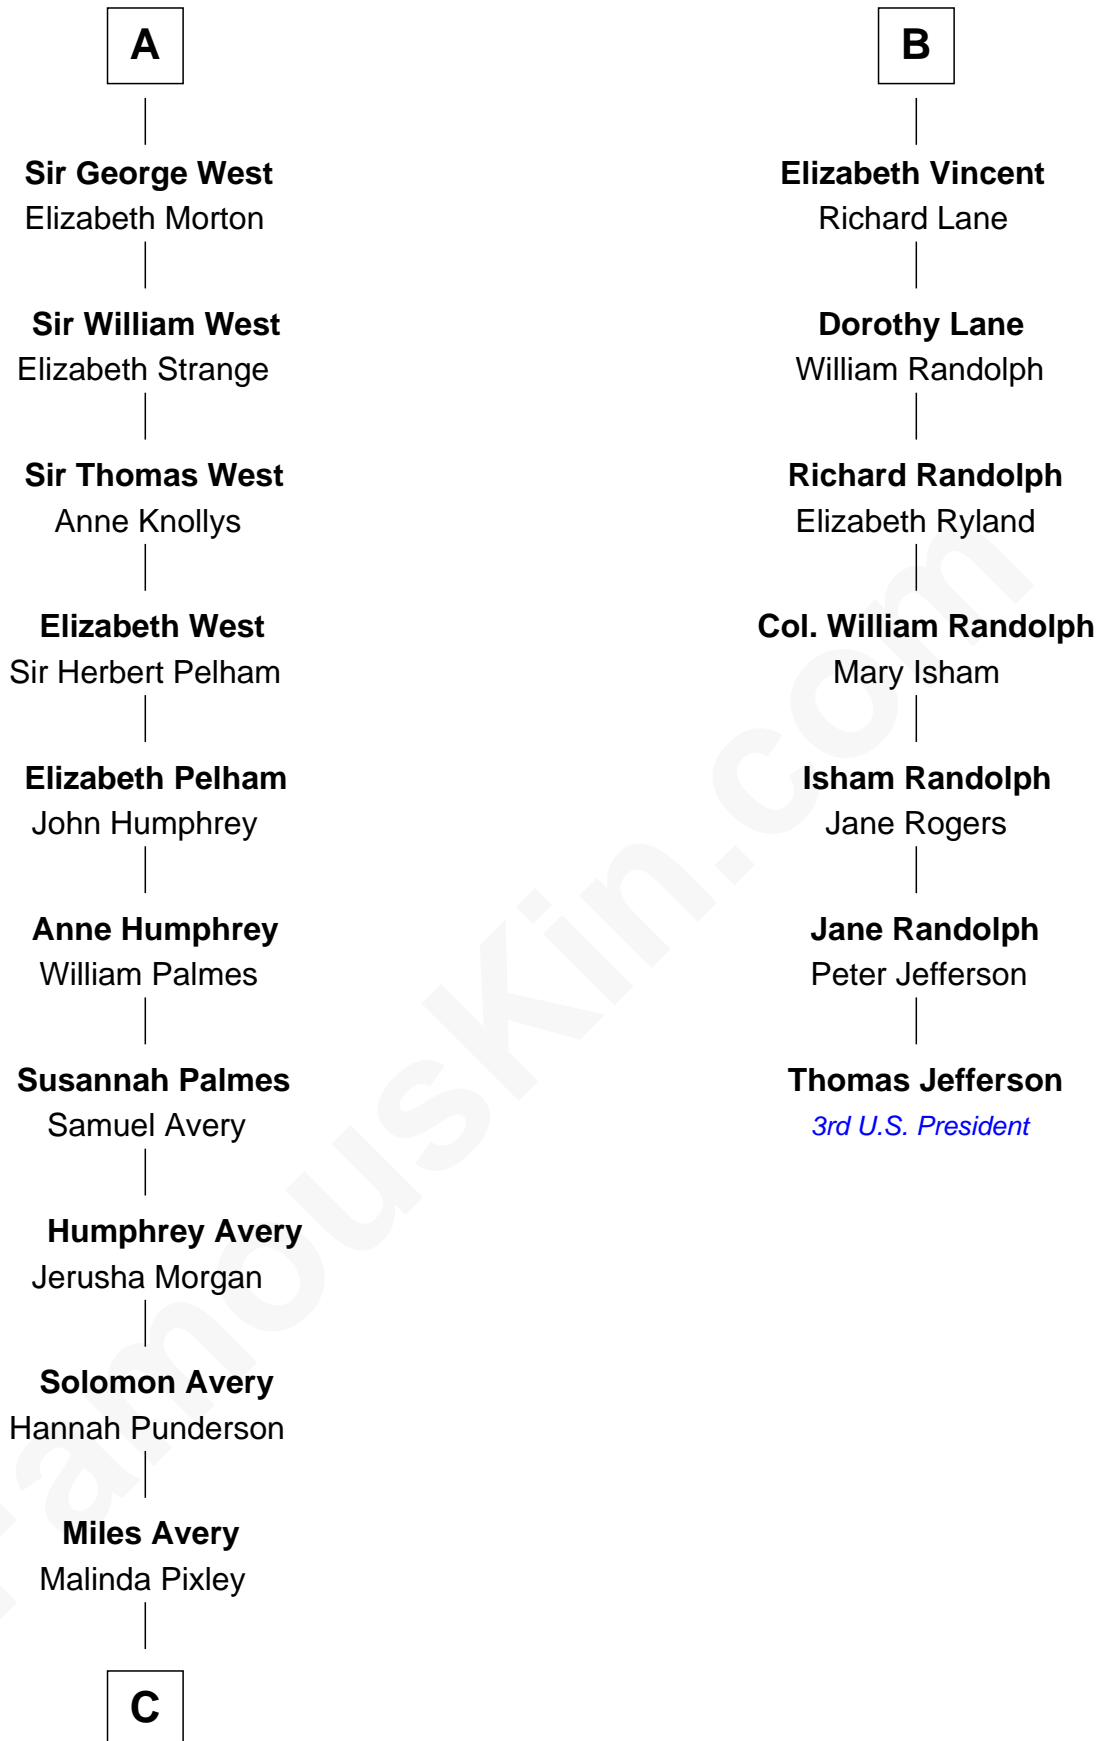 A
Sir George West
Elizabeth Morton
Sir William West
Elizabeth Strange
Sir Thomas West
Anne Knollys
Elizabeth West
Sir Herbert Pelham
Elizabeth Pelham
John Humphrey
Anne Humphrey
William Palmes
Susannah Palmes
Samuel Avery
Humphrey Avery
Jerusha Morgan
Solomon Avery
Hannah Punderson
Miles Avery
Malinda Pixley
C
B
Elizabeth Vincent
Richard Lane
Dorothy Lane
William Randolph
Richard Randolph
Elizabeth Ryland
Col. William Randolph
Mary Isham
Isham Randolph
Jane Rogers
Jane Randolph
Peter Jefferson
Thomas Jefferson
3rd U.S. President
FamousKin.com